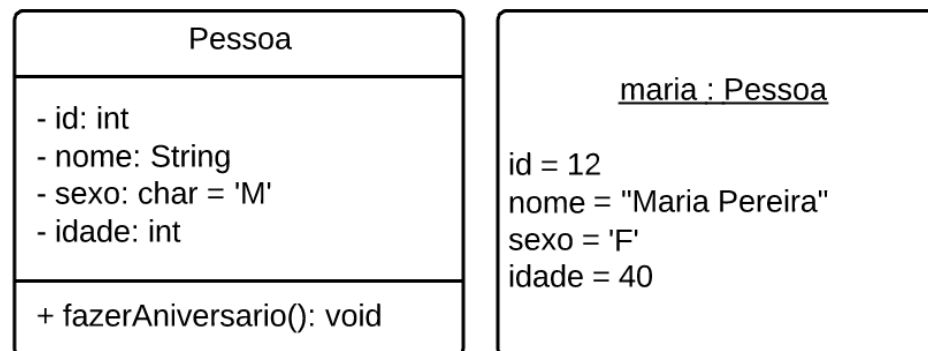 Pessoa
- id: int
- nome: String
- sexo: char = 'M'
- idade: int
+ fazerAniversario(): void
maria : Pessoa
id = 12
nome = "Maria Pereira"
sexo = 'F'
idade = 40